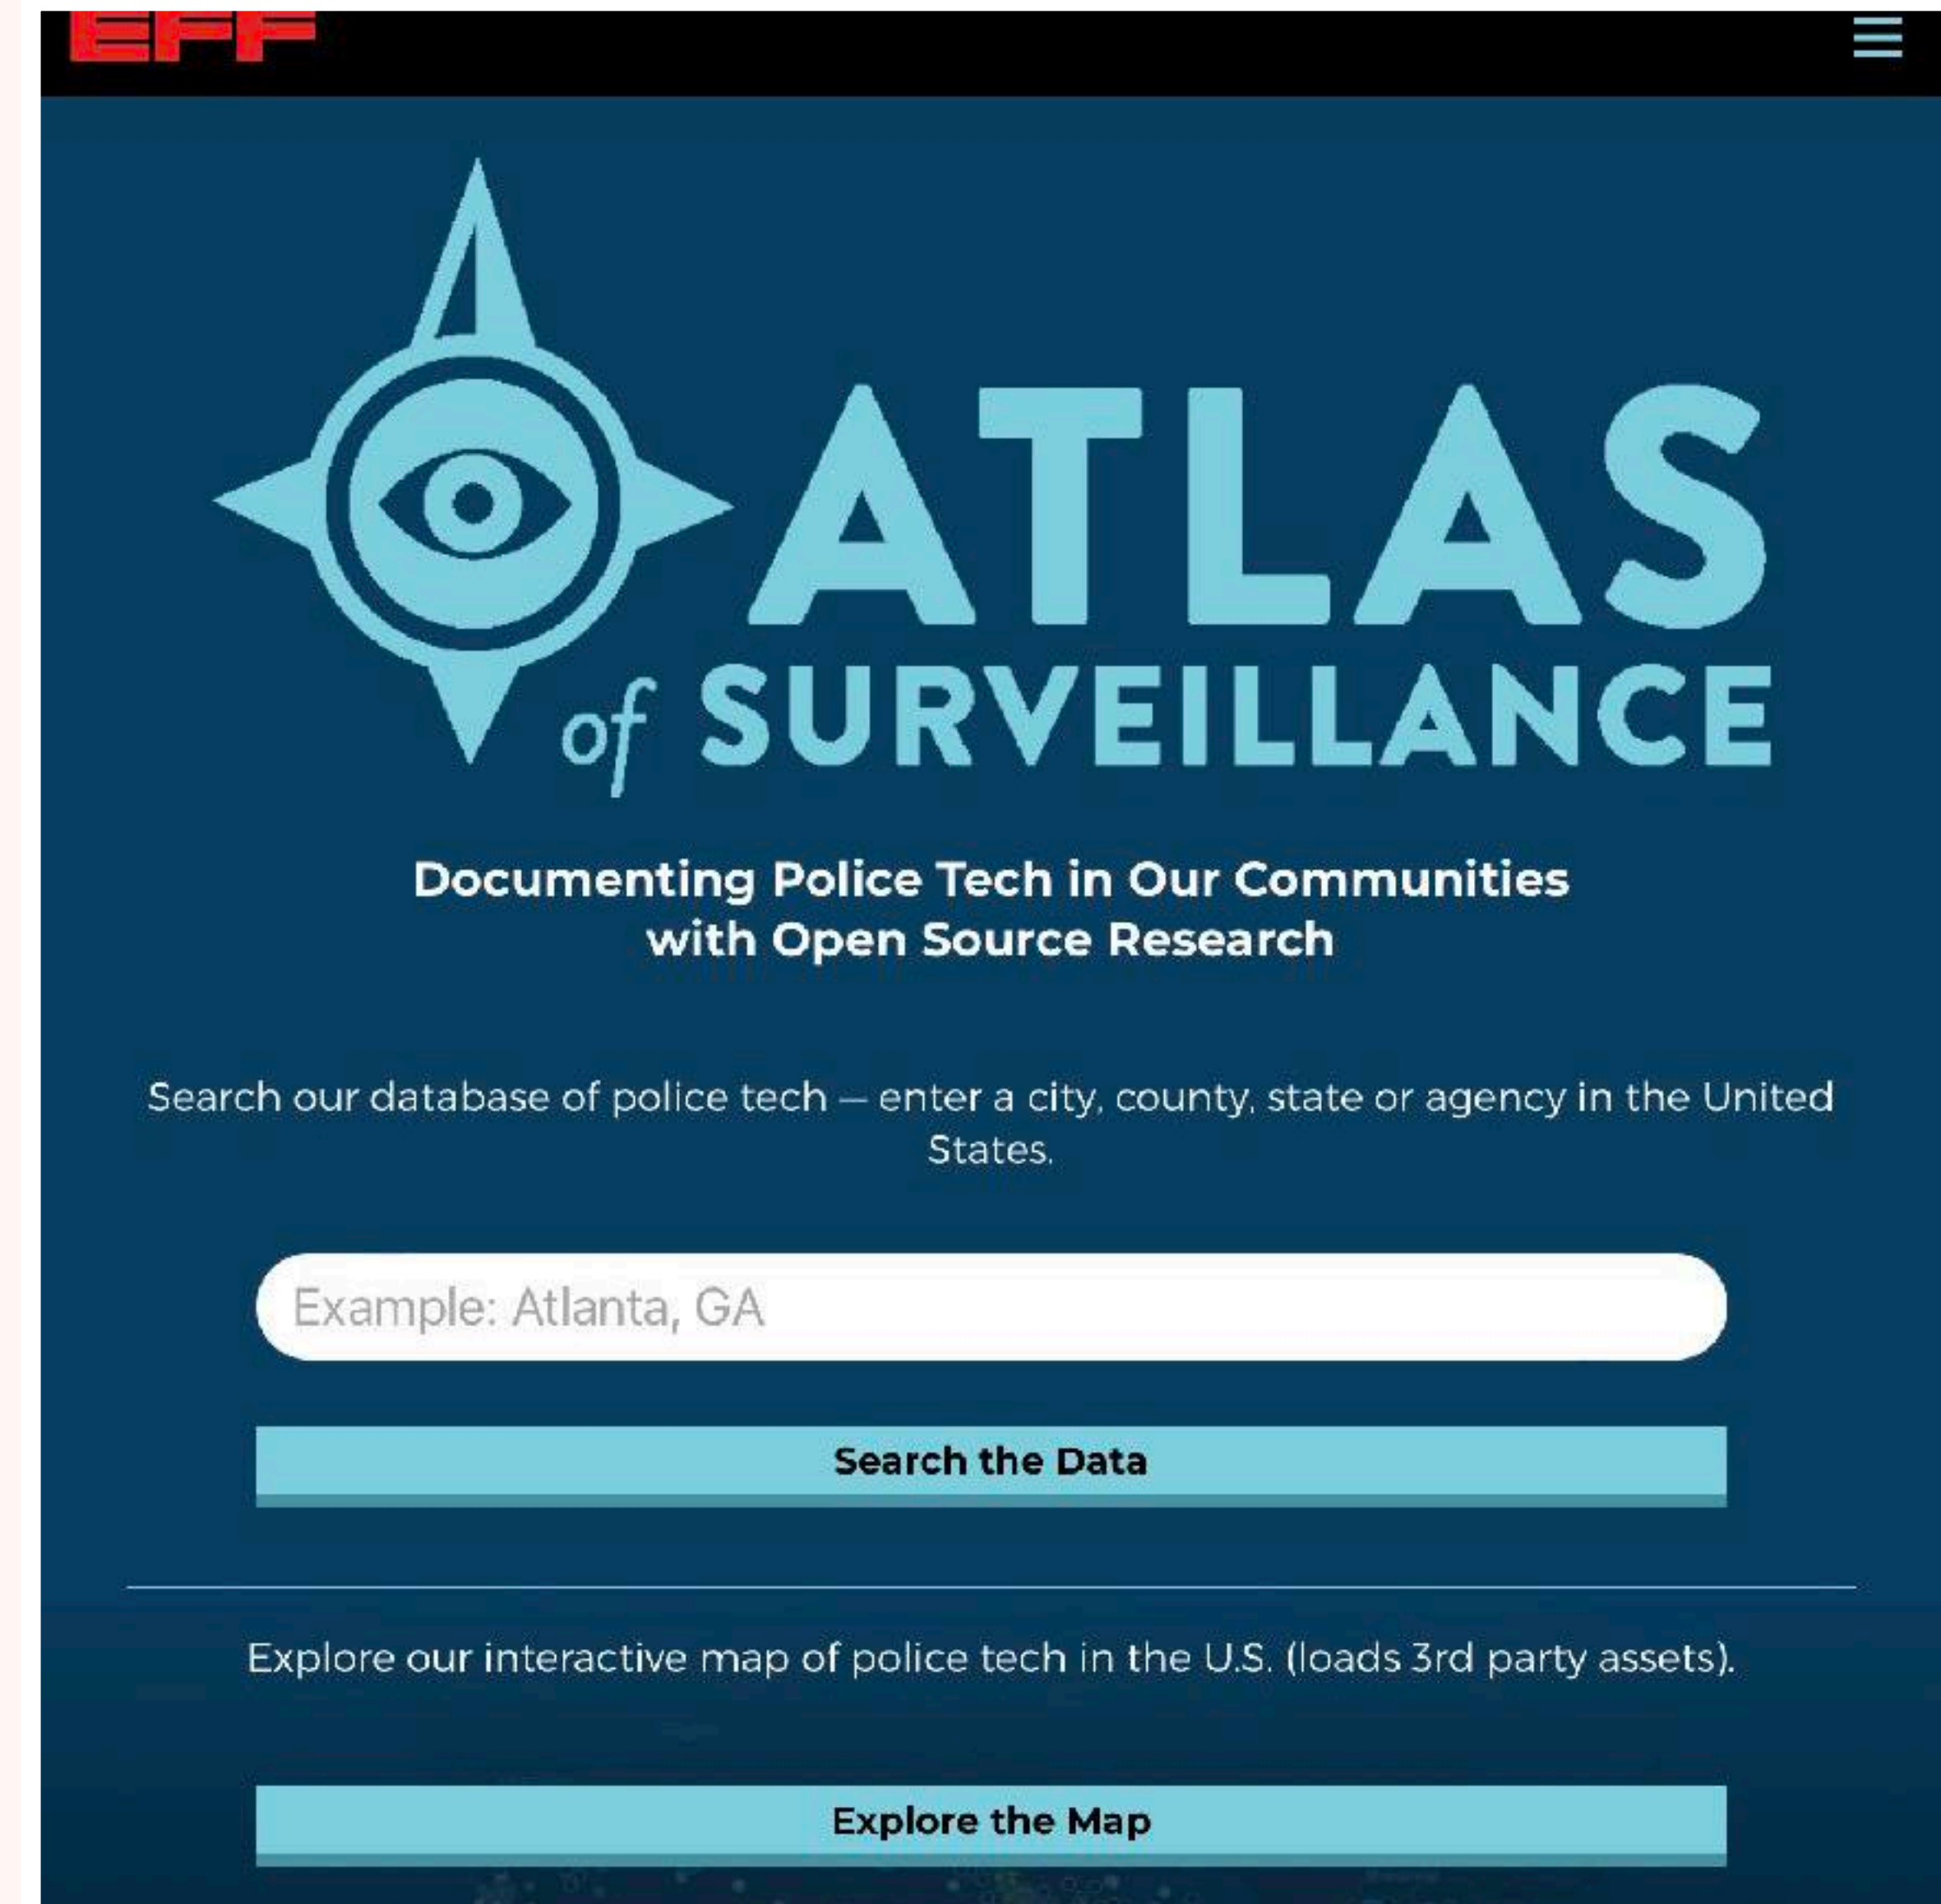 EFF
ATLAS
of SURVEILLANCE
Documenting Police Tech in Our Communities
with Open Source Research
Search our database of police tech — enter a city, county, state or agency in the United
States.
Example: Atlanta, GA
Search the Data
Explore our interactive map of police tech in the U.S. (loads 3rd party assets).
Explore the Map